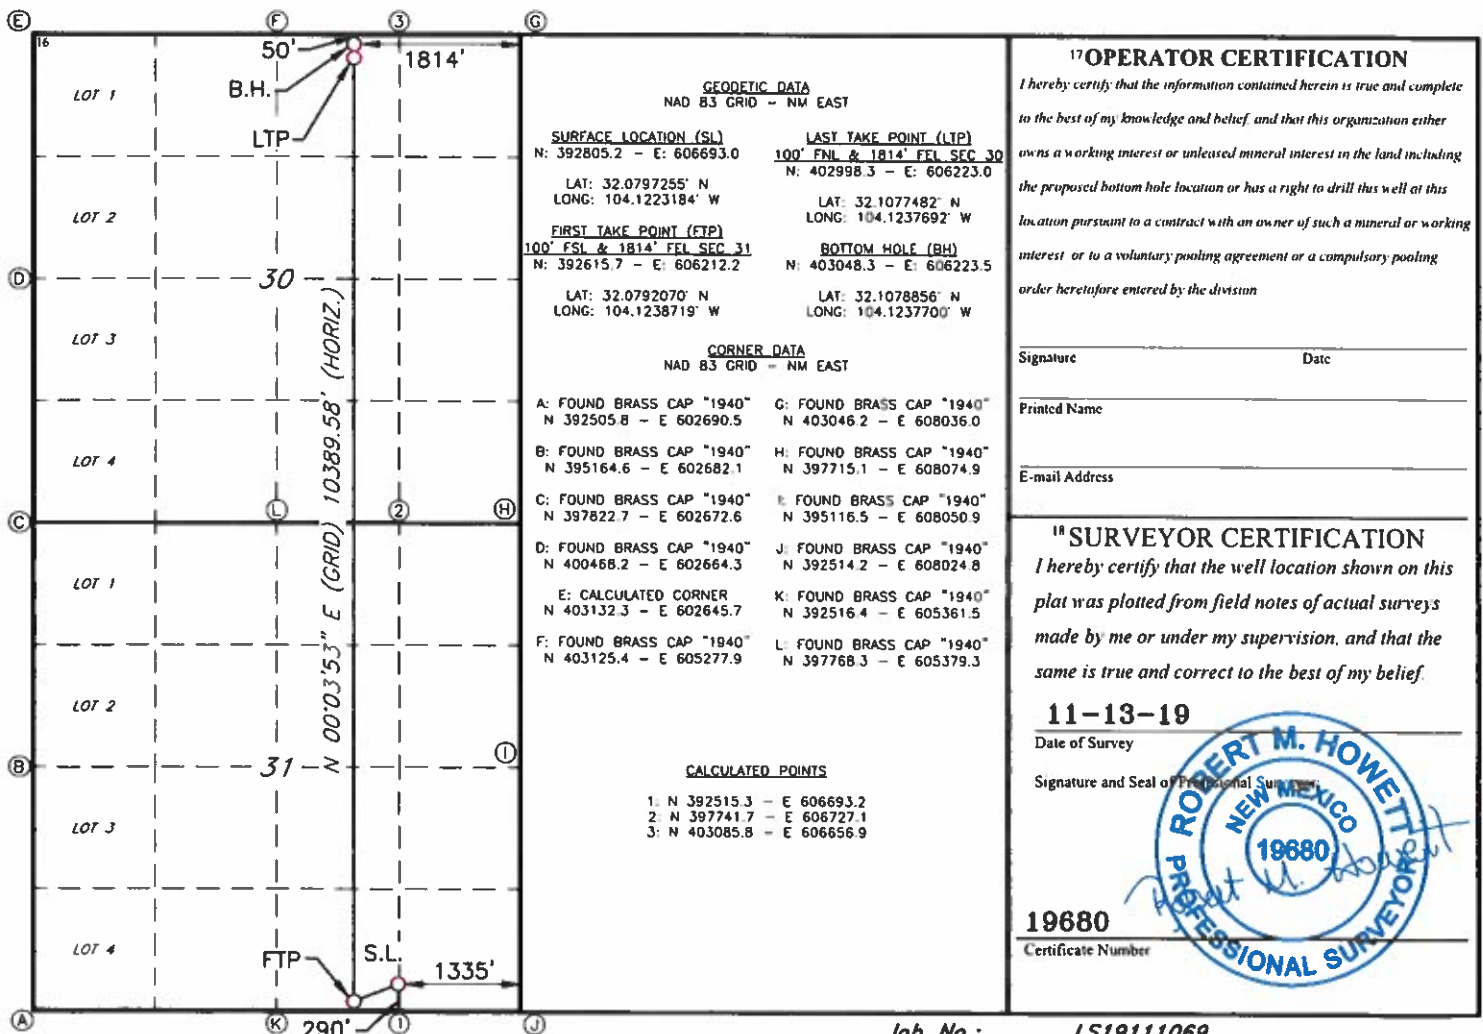 E F 3 G
16
50'
1814'
B.H.
LTP
LOT 1
LOT 2
D
30
LOT 3
LOT 4
C L 2 H
N 00°03'53" E (GRID) 10389.58' (HORIZ.)
LOT 1
LOT 2
B
31
I
LOT 3
LOT 4
FTP
S.L.
1335'
A K 290' 1 J
GEODETIC DATA
NAD 83 GRID - NM EAST
SURFACE LOCATION (SL)
N: 392805.2 - E: 606693.0
LAT: 32.0797255° N
LONG: 104.1223184° W
FIRST TAKE POINT (FTP)
100' FSL & 1814' FEL SEC 31
N: 392615.7 - E: 606212.2
LAT: 32.0792070° N
LONG: 104.1238719° W
LAST TAKE POINT (LTP)
100' FNL & 1814' FEL SEC 30
N: 402998.3 - E: 606223.0
LAT: 32.1077482° N
LONG: 104.1237692° W
BOTTOM HOLE (BH)
N: 403048.3 - E: 606223.5
LAT: 32.1078856° N
LONG: 104.1237700° W
CORNER DATA
NAD 83 GRID - NM EAST
A: FOUND BRASS CAP "1940"
N 392505.8 - E 602690.5
B: FOUND BRASS CAP "1940"
N 395164.6 - E 602682.1
C: FOUND BRASS CAP "1940"
N 397822.7 - E 602672.6
D: FOUND BRASS CAP "1940"
N 400468.2 - E 602664.3
E: CALCULATED CORNER
N 403132.3 - E 602645.7
F: FOUND BRASS CAP "1940"
N 403125.4 - E 605277.9
G: FOUND BRASS CAP "1940"
N 403046.2 - E 608036.0
H: FOUND BRASS CAP "1940"
N 397715.1 - E 608074.9
I: FOUND BRASS CAP "1940"
N 395116.5 - E 608050.9
J: FOUND BRASS CAP "1940"
N 392514.2 - E 608024.8
K: FOUND BRASS CAP "1940"
N 392516.4 - E 605361.5
L: FOUND BRASS CAP "1940"
N 397768.3 - E 605379.3
CALCULATED POINTS
1: N 392515.3 - E 606693.2
2: N 397741.7 - E 606727.1
3: N 403085.8 - E 606656.9
17 OPERATOR CERTIFICATION
I hereby certify that the information contained herein is true and complete
to the best of my knowledge and belief, and that this organization either
owns a working interest or unleased mineral interest in the land including
the proposed bottom hole location or has a right to drill this well at this
location pursuant to a contract with an owner of such a mineral or working
interest, or to a voluntary pooling agreement or a compulsory pooling
order heretofore entered by the division
Signature Date
Printed Name
E-mail Address
18 SURVEYOR CERTIFICATION
I hereby certify that the well location shown on this
plat was plotted from field notes of actual surveys
made by me or under my supervision, and that the
same is true and correct to the best of my belief.
11-13-19
Date of Survey
Signature and Seal of Professional
ROBERT M. HOWETT
NEW MEXICO
19680
PROFESSIONAL SURVEYOR
Robert M. Howett
19680
Certificate Number
Job No.: LS19111069